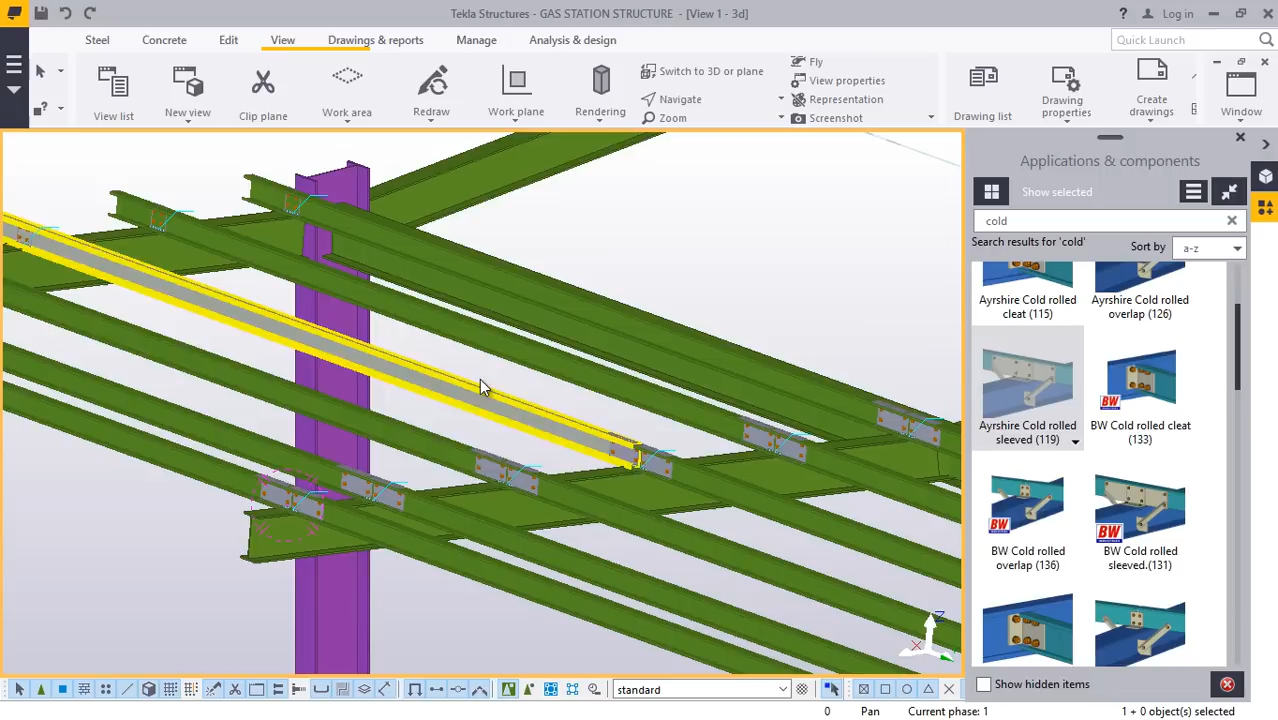 Tekla Structures - GAS STATION STRUCTURE - [View 1 - 3d]
Log in
Steel
Concrete
Edit
View
Drawings & reports
Manage
Analysis & design
Quick Launch
View list
New view
Clip plane
Work area
Redraw
Work plane
Rendering
Switch to 3D or plane
Navigate
Zoom
Fly
View properties
Representation
Screenshot
Drawing list
Drawing
properties
Create
drawings
Window
Applications & components
Show selected
cold
Search results for 'cold'
Sort by
a-z
Ayrshire Cold rolled
cleat (115)
Ayrshire Cold rolled
overlap (126)
Ayrshire Cold rolled
sleeved (119)
BW
BW Cold rolled cleat
(133)
BW
BW Cold rolled
overlap (136)
BW
BW Cold rolled
sleeved.(131)
Z
X
standard
Show hidden items
0
Pan
Current phase: 1
1 + 0 object(s) selected